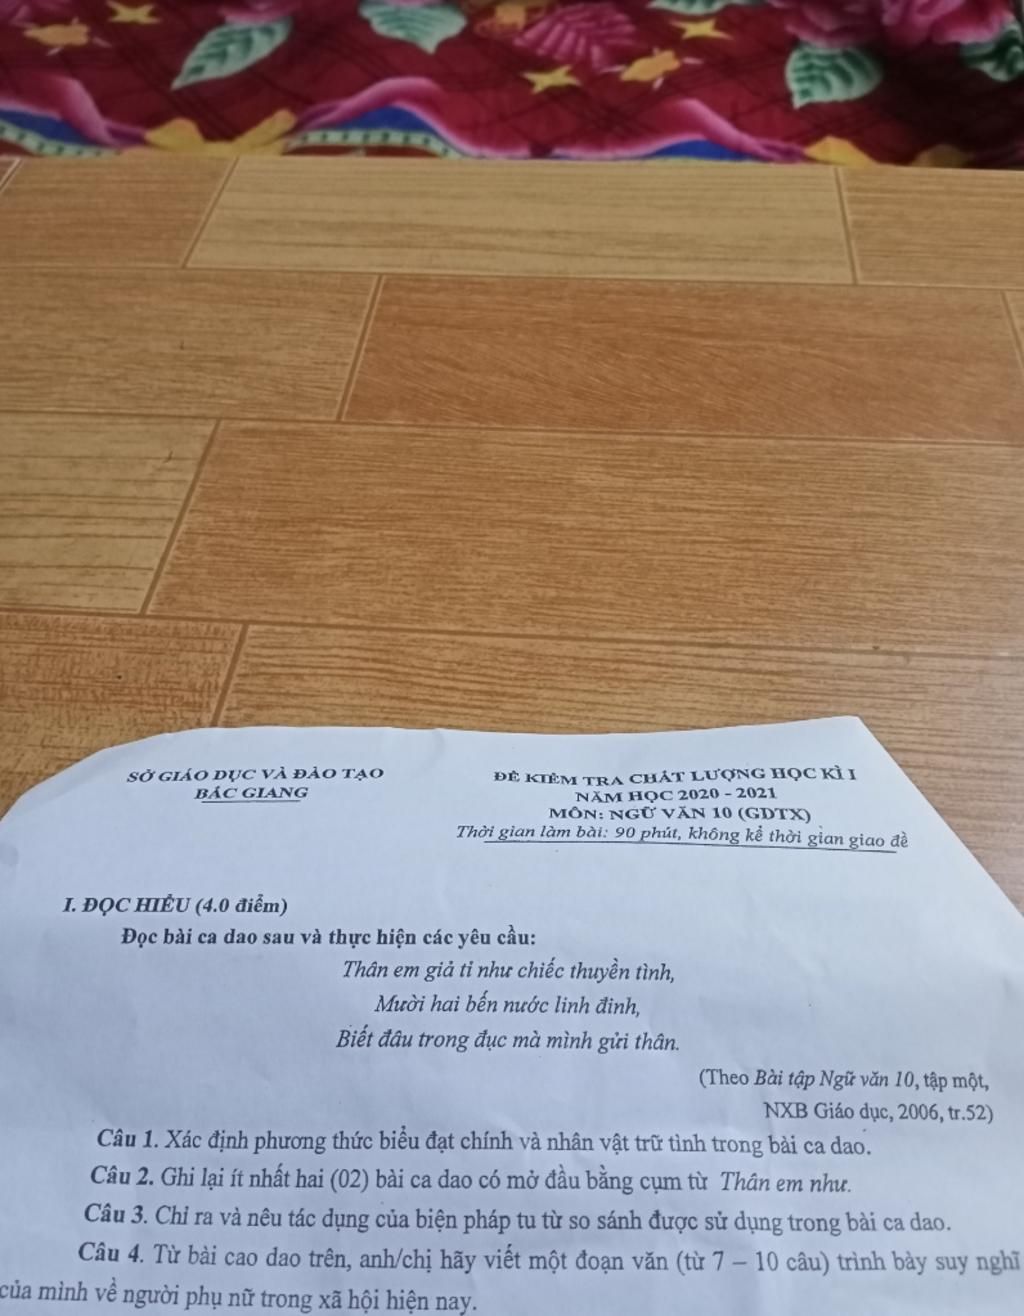 SỞ GIÁO DỤC VÀ ĐÀO TẠO
BẮC GIANG
ĐỀ KIỂM TRA CHẤT LƯỢNG HỌC KÌ I
NĂM HỌC 2020 - 2021
MÔN: NGỮ VĂN 10 (GDTX)
Thời gian làm bài: 90 phút, không kể thời gian giao đề
I. ĐỌC HIỂU (4.0 điểm)
Đọc bài ca dao sau và thực hiện các yêu cầu:
Thân em giả tỉ như chiếc thuyền tình,
Mười hai bến nước linh đinh,
Biết đâu trong đục mà mình gửi thân.
(Theo Bài tập Ngữ văn 10, tập một,
NXB Giáo dục, 2006, tr.52)
Câu 1. Xác định phương thức biểu đạt chính và nhân vật trữ tình trong bài ca dao.
Câu 2. Ghi lại ít nhất hai (02) bài ca dao có mở đầu bằng cụm từ Thân em như.
Câu 3. Chỉ ra và nêu tác dụng của biện pháp tu từ so sánh được sử dụng trong bài ca dao.
Câu 4. Từ bài cao dao trên, anh/chị hãy viết một đoạn văn (từ 7 – 10 câu) trình bày suy nghĩ
của mình về người phụ nữ trong xã hội hiện nay.